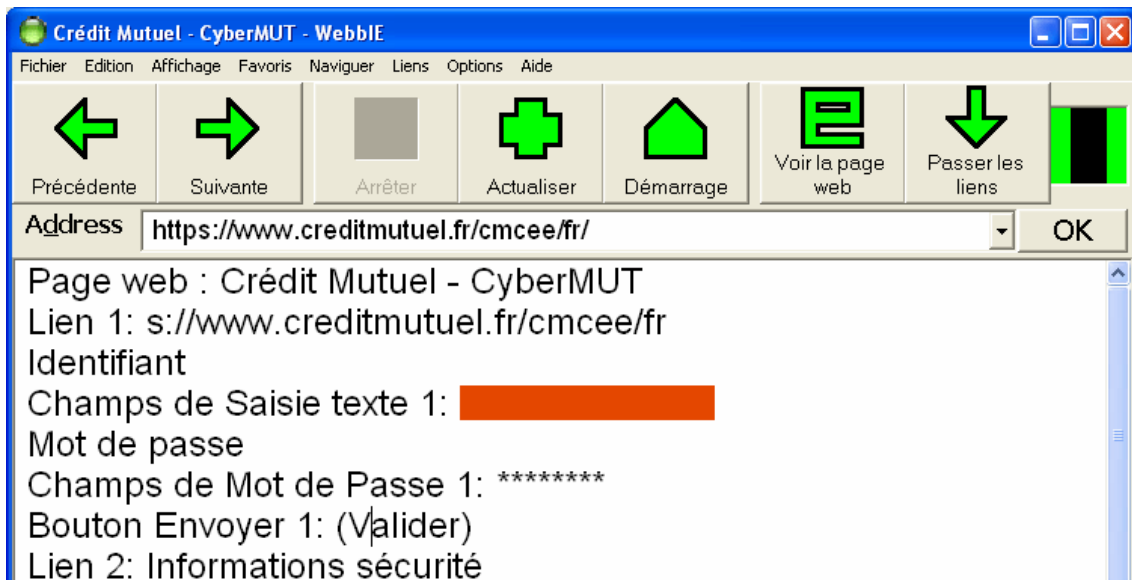 Crédit Mutuel - CyberMUT - WebbIE
Fichier Edition Affichage Favoris Naviguer Liens Options Aide
Précédente Suivante Arrêter Actualiser Démarrage Voir la page web Passer les liens
Address https://www.creditmutuel.fr/cmcee/fr/ OK
Page web : Crédit Mutuel - CyberMUT
Lien 1: s://www.creditmutuel.fr/cmcee/fr
Identifiant
Champs de Saisie texte 1:
Mot de passe
Champs de Mot de Passe 1: ********
Bouton Envoyer 1: (Valider)
Lien 2: Informations sécurité